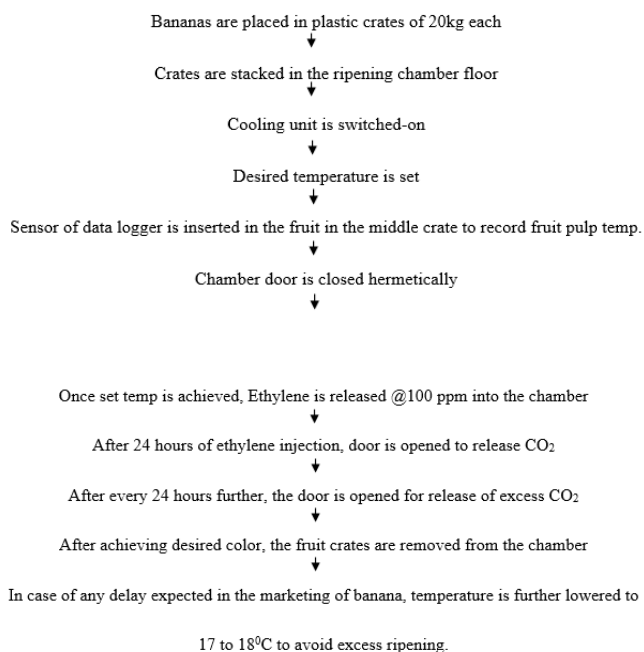 Bananas are placed in plastic crates of 20kg each
Crates are stacked in the ripening chamber floor
Cooling unit is switched-on
Desired temperature is set
Sensor of data logger is inserted in the fruit in the middle crate to record fruit pulp temp.
Chamber door is closed hermetically
Once set temp is achieved, Ethylene is released @100 ppm into the chamber
After 24 hours of ethylene injection, door is opened to release CO₂
After every 24 hours further, the door is opened for release of excess CO₂
After achieving desired color, the fruit crates are removed from the chamber
In case of any delay expected in the marketing of banana, temperature is further lowered to
17 to 18⁰C to avoid excess ripening.